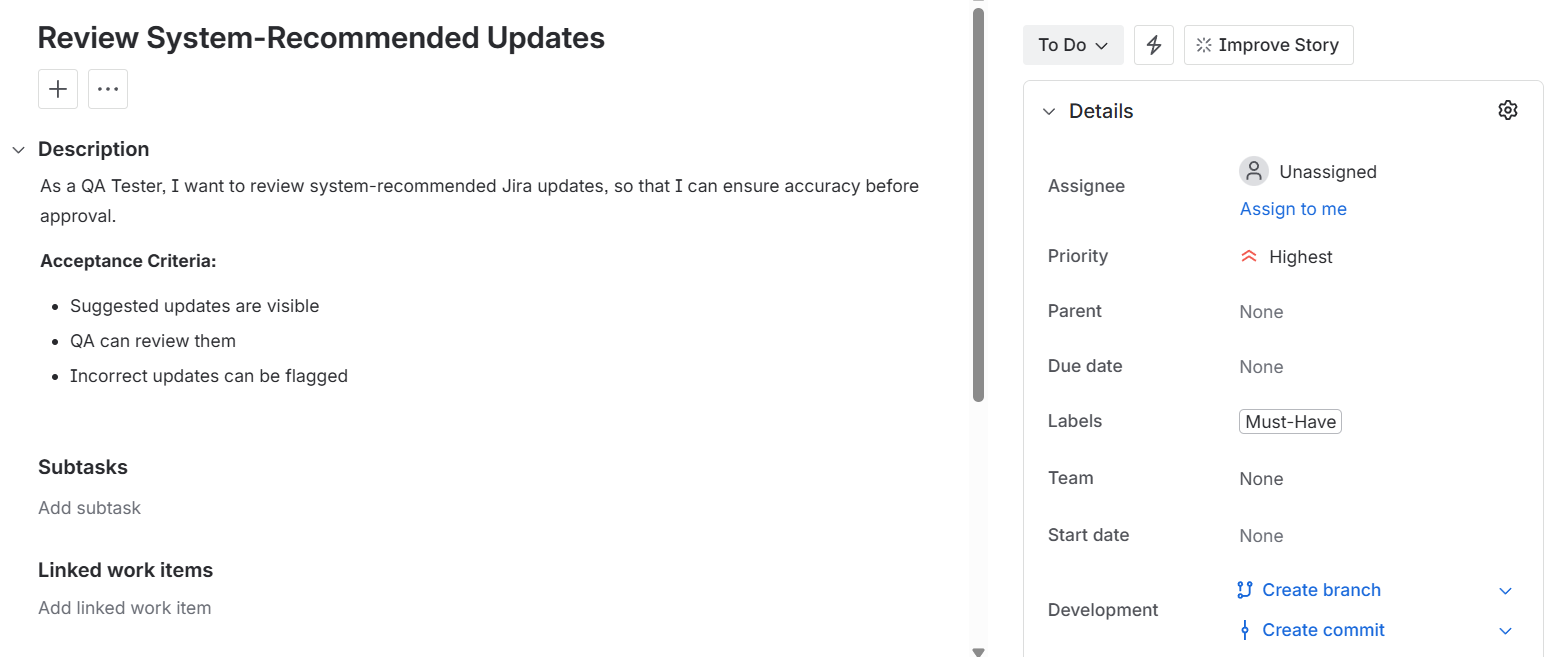 Review System-Recommended Updates
Description
As a QA Tester, I want to review system-recommended Jira updates, so that I can ensure accuracy before
approval.
Acceptance Criteria:
Suggested updates are visible
QA can review them
Incorrect updates can be flagged
Subtasks
Add subtask
Linked work items
Add linked work item
To Do
Improve Story
Details
Assignee
Unassigned
Assign to me
Priority
Highest
Parent
None
Due date
None
Labels
Must-Have
Team
None
Start date
None
Development
Create branch
Create commit